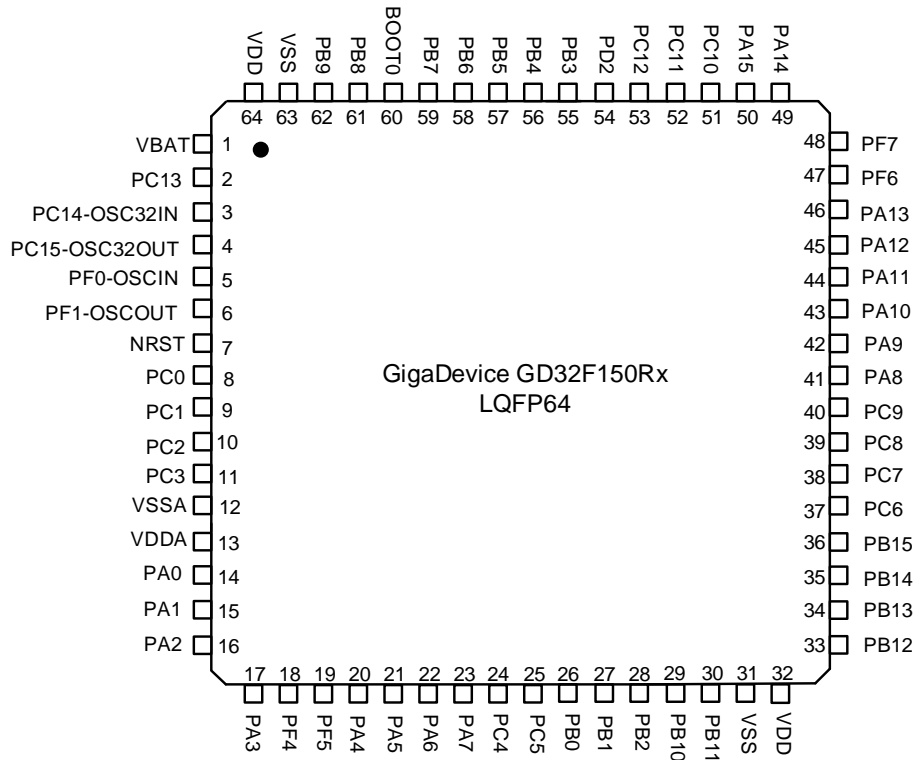 VDD VSS PB9 PB8 BOOT0 PB7 PB6 PB5 PB4 PB3 PD2 PC12 PC11 PC10 PA15 PA14
64 63 62 61 60 59 58 57 56 55 54 53 52 51 50 49
VBAT 1
PC13 2
PC14-OSC32IN 3
PC15-OSC32OUT 4
PF0-OSCIN 5
PF1-OSCOUT 6
NRST 7
PC0 8
PC1 9
PC2 10
PC3 11
VSSA 12
VDDA 13
PA0 14
PA1 15
PA2 16
GigaDevice GD32F150Rx
LQFP64
48 PF7
47 PF6
46 PA13
45 PA12
44 PA11
43 PA10
42 PA9
41 PA8
40 PC9
39 PC8
38 PC7
37 PC6
36 PB15
35 PB14
34 PB13
33 PB12
17 18 19 20 21 22 23 24 25 26 27 28 29 30 31 32
PA3 PF4 PF5 PA4 PA5 PA6 PA7 PC4 PC5 PB0 PB1 PB2 PB10 PB11 VSS VDD